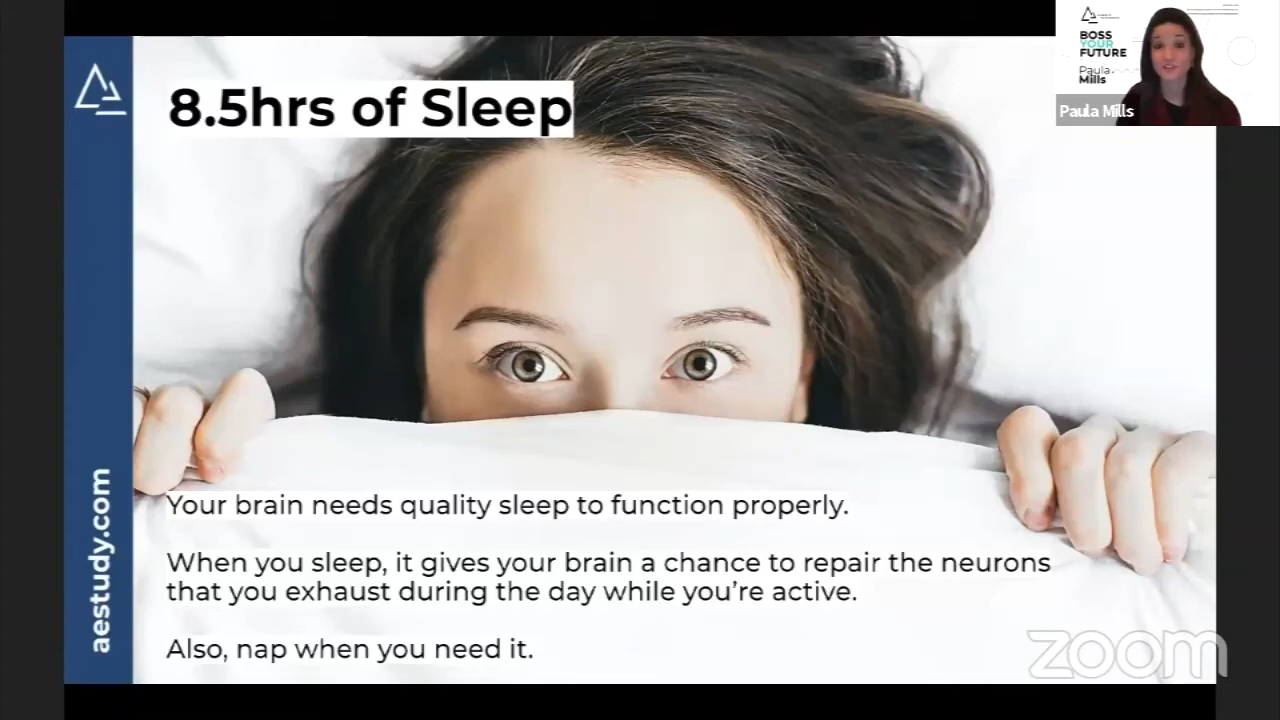 8.5hrs of Sleep
Your brain needs quality sleep to function properly.
When you sleep, it gives your brain a chance to repair the neurons
that you exhaust during the day while you're active.
Also, nap when you need it.
aestudy.com
zoom
BOSS
YOUR
FUTURE
Paula
Mills
Paula Mills